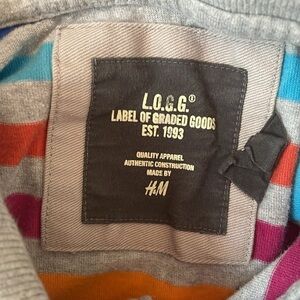 L.O.G.G.®
LABEL OF GRADED GOODS
EST. 1993
QUALITY APPAREL
AUTHENTIC CONSTRUCTION
MADE BY
H&M